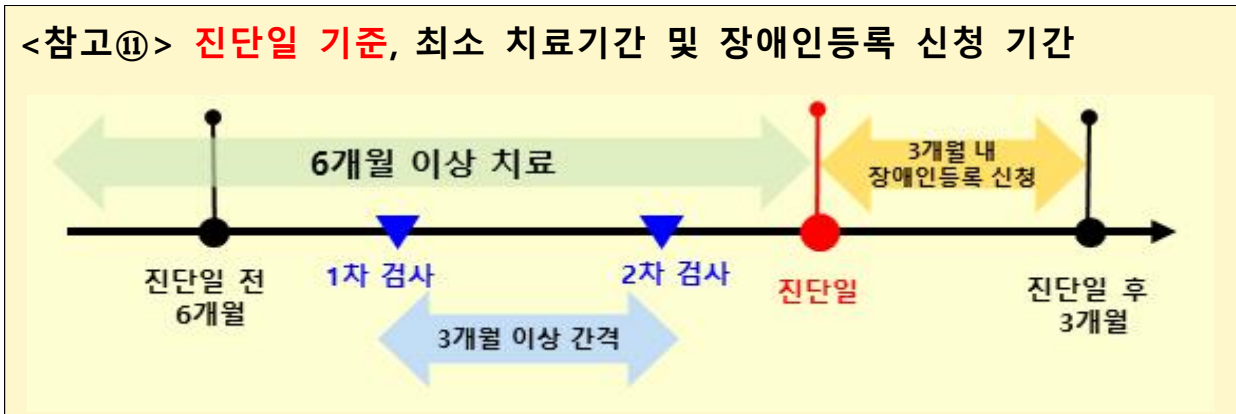 <참고⑪> 진단일 기준, 최소 치료기간 및 장애인등록 신청 기간
6개월 이상 치료
3개월 내
장애인등록 신청
진단일 전
6개월
1차 검사
2차 검사
진단일
진단일 후
3개월
3개월 이상 간격